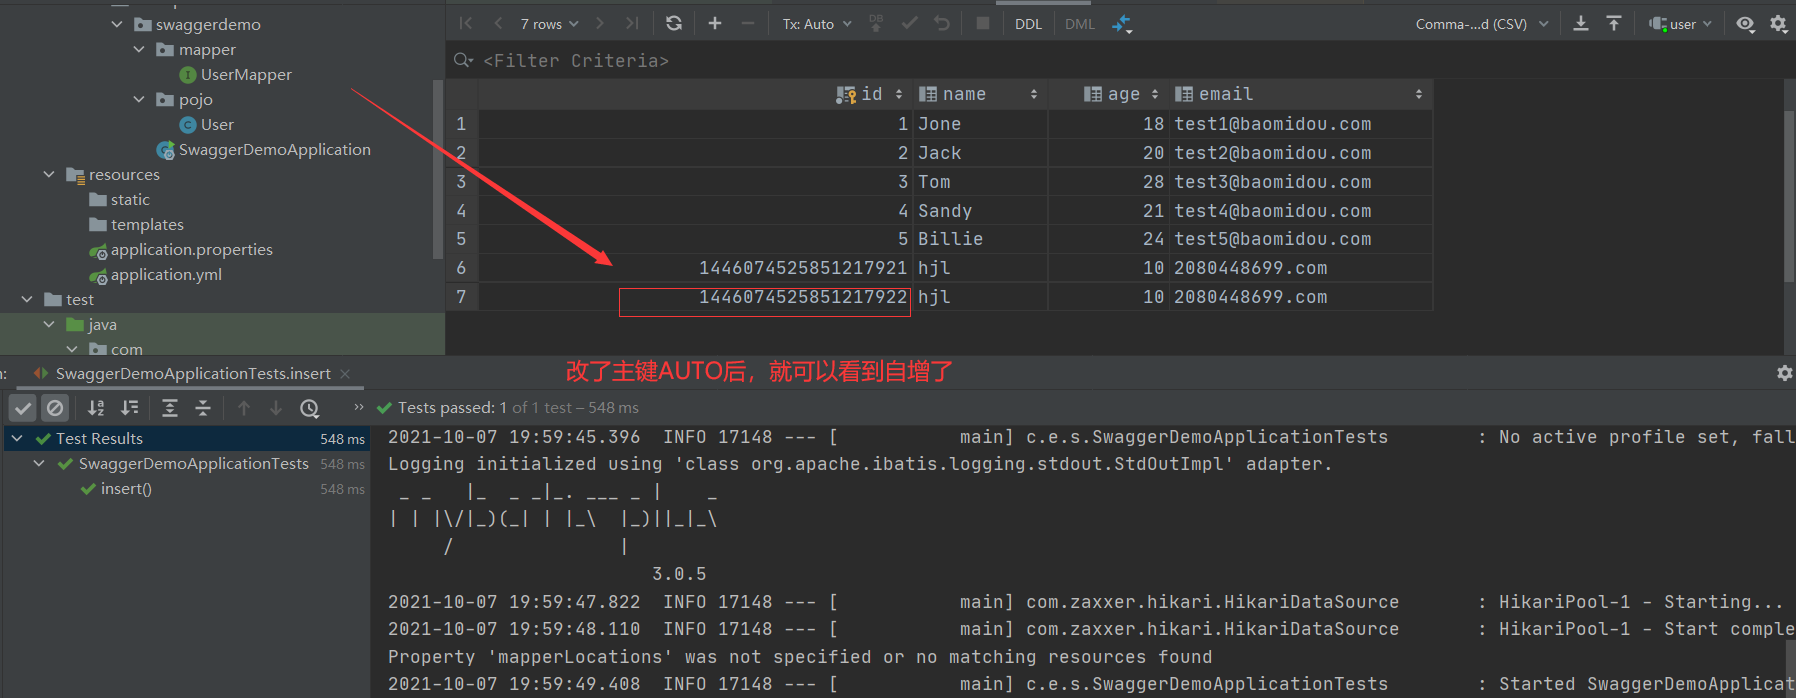 swaggerdemo
mapper
UserMapper
pojo
User
SwaggerDemoApplication
resources
static
templates
application.properties
application.yml
test
java
com
7 rows
Tx: Auto
DB
DDL
DML
Comma-...d (CSV)
user
<Filter Criteria>
id name age email
1 1 Jone 18 test1@baomidou.com
2 2 Jack 20 test2@baomidou.com
3 3 Tom 28 test3@baomidou.com
4 4 Sandy 21 test4@baomidou.com
5 5 Billie 24 test5@baomidou.com
6 1446074525851217921 hjl 10 2080448699.com
7 1446074525851217922 hjl 10 2080448699.com
改了主键AUTO后，就可以看到自增了
SwaggerDemoApplicationTests.insert
Tests passed: 1 of 1 test – 548 ms
Test Results 548 ms
SwaggerDemoApplicationTests 548 ms
insert() 548 ms
2021-10-07 19:59:45.396  INFO 17148 --- [           main] c.e.s.SwaggerDemoApplicationTests        : No active profile set, fall
Logging initialized using 'class org.apache.ibatis.logging.stdout.StdOutImpl' adapter.
 _ _   |_  _ _|_. ___ _ |    _
| | |\/|_)(_| | |_\  |_)||_|_\
     /               |
3.0.5
2021-10-07 19:59:47.822  INFO 17148 --- [           main] com.zaxxer.hikari.HikariDataSource       : HikariPool-1 - Starting...
2021-10-07 19:59:48.110  INFO 17148 --- [           main] com.zaxxer.hikari.HikariDataSource       : HikariPool-1 - Start comple
Property 'mapperLocations' was not specified or no matching resources found
2021-10-07 19:59:49.408  INFO 17148 --- [           main] c.e.s.SwaggerDemoApplicationTests        : Started SwaggerDemoApplicat